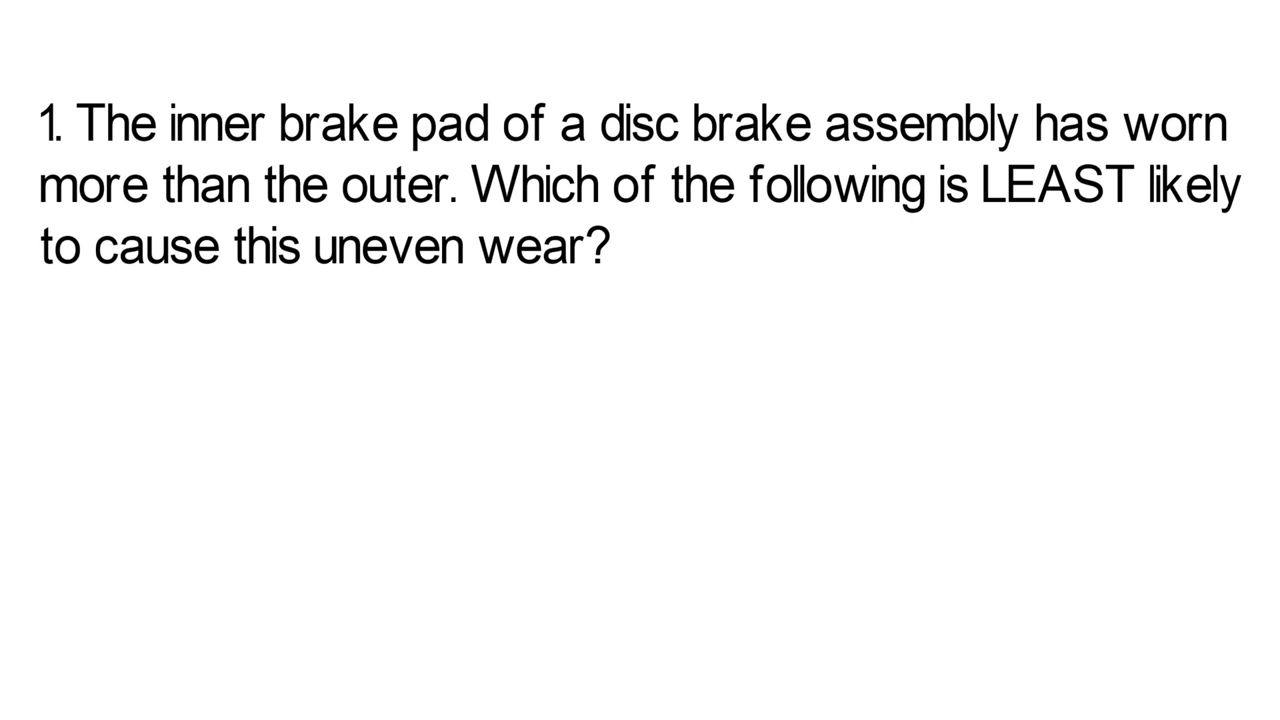 1. The inner brake pad of a disc brake assembly has worn
more than the outer. Which of the following is LEAST likely
to cause this uneven wear?